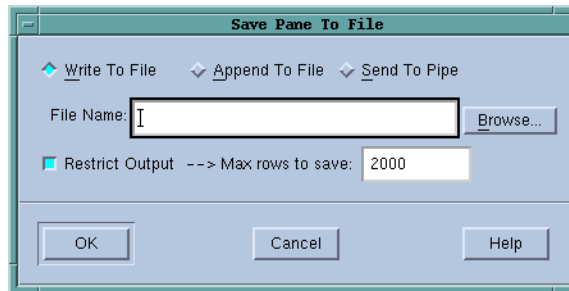 Save Pane To File
Write To File Append To File Send To Pipe
File Name: Browse...
Restrict Output --> Max rows to save: 2000
OK Cancel Help